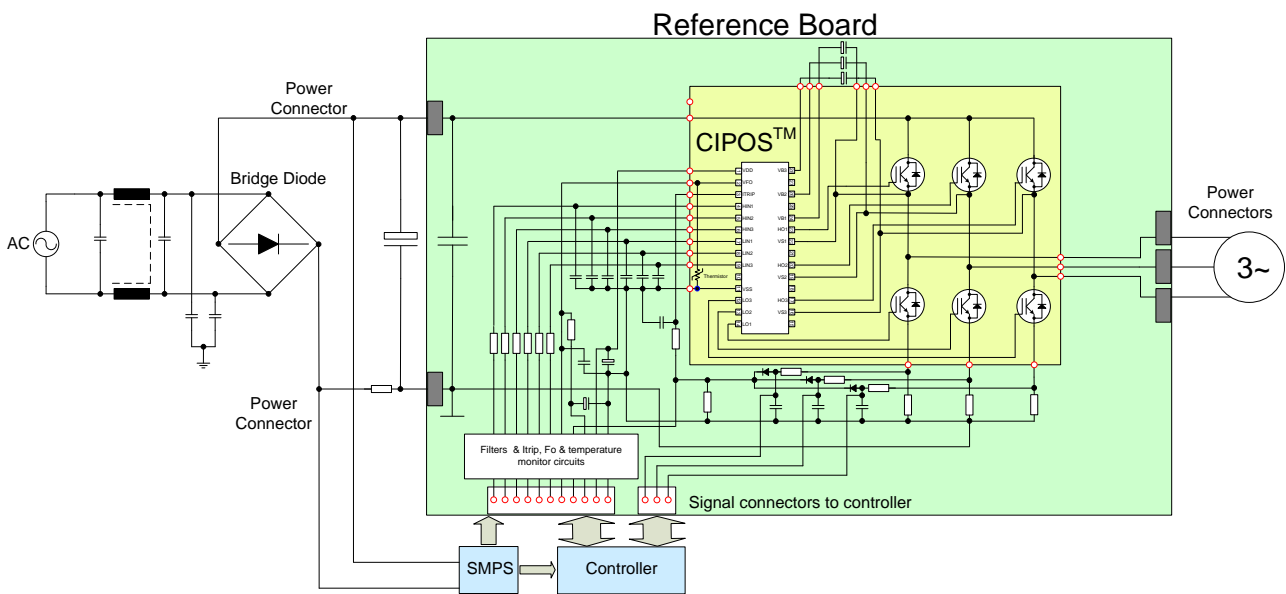 Reference Board
Power
Connector
CIPOS™
VDD
VFO
ITRIP
HIN1
HIN2
HIN3
LIN1
LIN2
LIN3
VSS
LO3
LO2
LO1
VB3
VB2
VB1
HO1
VS1
HO2
VS2
HO3
VS3
Thermistor
Bridge Diode
AC
Power
Connectors
3~
Power
Connector
Filters & Itrip, Fo & temperature
monitor circuits
Signal connectors to controller
SMPS
Controller